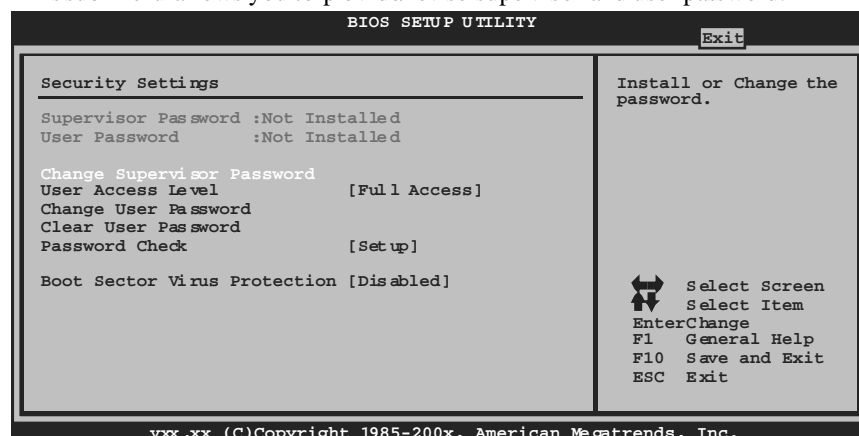 BIOS SETUP UTILITY
Exit
Security Settings
Supervisor Password :Not Installed
User Password :Not Installed
Change Supervisor Password
User Access Level [Full Access]
Change User Password
Clear User Password
Password Check [Setup]
Boot Sector Virus Protection [Disabled]
Install or Change the
password.
Select Screen
Select Item
EnterChange
F1 General Help
F10 Save and Exit
ESC Exit
vxx.xx (C)Copyright 1985-200x, American Megatrends, Inc.